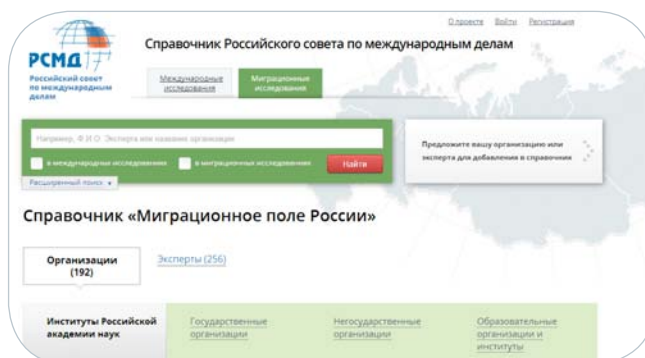 О проекте Войти Регистрация
РСМД
Российский совет
по международным
делам
Справочник Российского совета по международным делам
Международные
исследования
Миграционные
исследования
Например, Ф.И.О. Эксперта или название организации
в международных исследованиях
в миграционных исследованиях
Найти
Расширенный поиск
Предложите вашу организацию или
эксперта для добавления в справочник
Справочник «Миграционное поле России»
Организации
(192)
Эксперты (256)
Институты Российской
академии наук
Государственные
организации
Негосударственные
организации
Образовательные
организации и
институты